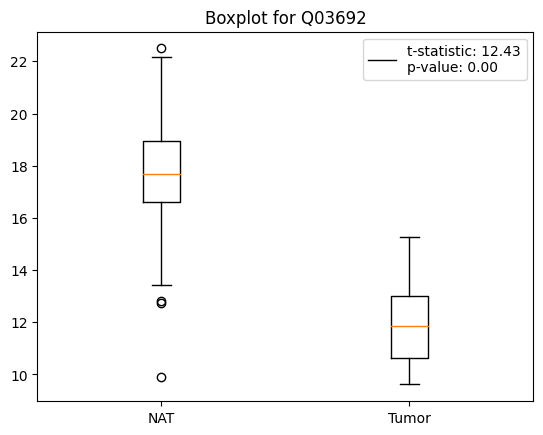 Boxplot for Q03692
t-statistic: 12.43
p-value: 0.00
22
20
18
16
14
12
10
NAT
Tumor